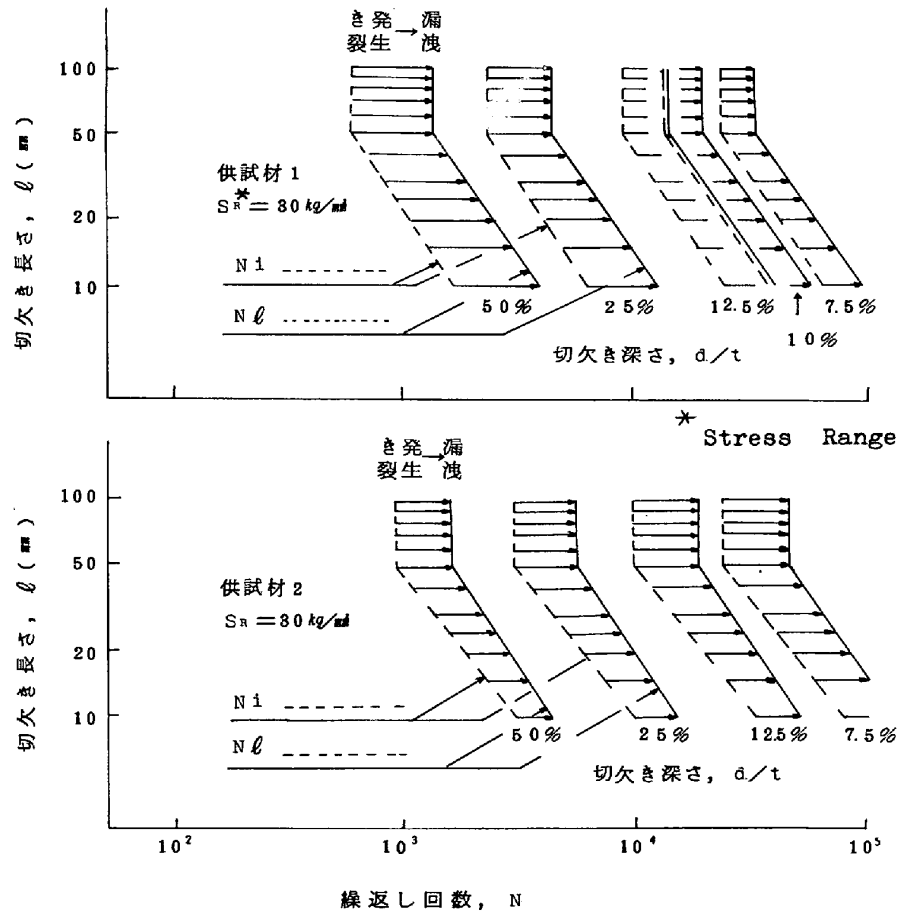 き発→漏
裂生 洩
100
50
20
10
切欠き長さ, ℓ (mm)
供試材1
SR* = 30 kg/mm²
Ni
Nℓ
50%
25%
12.5%
7.5%
10%
切欠き深さ, d/t
* Stress Range
き発→漏
裂生 洩
100
50
20
10
切欠き長さ, ℓ (mm)
供試材2
SR = 30 kg/mm²
Ni
Nℓ
50%
25%
12.5%
7.5%
切欠き深さ, d/t
10² 10³ 10⁴ 10⁵
繰返し回数, N